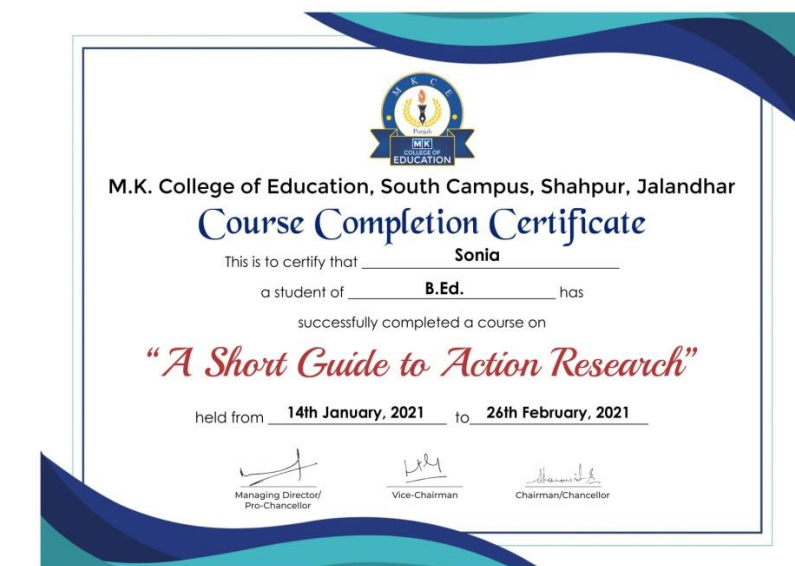 M K C E
Punjab
MK
COLLEGE OF
EDUCATION
M.K. College of Education, South Campus, Shahpur, Jalandhar
Course Completion Certificate
This is to certify that Sonia
a student of B.Ed. has
successfully completed a course on
“A Short Guide to Action Research”
held from 14th January, 2021 to 26th February, 2021
Managing Director/ Vice-Chairman Chairman/Chancellor
Pro-Chancellor